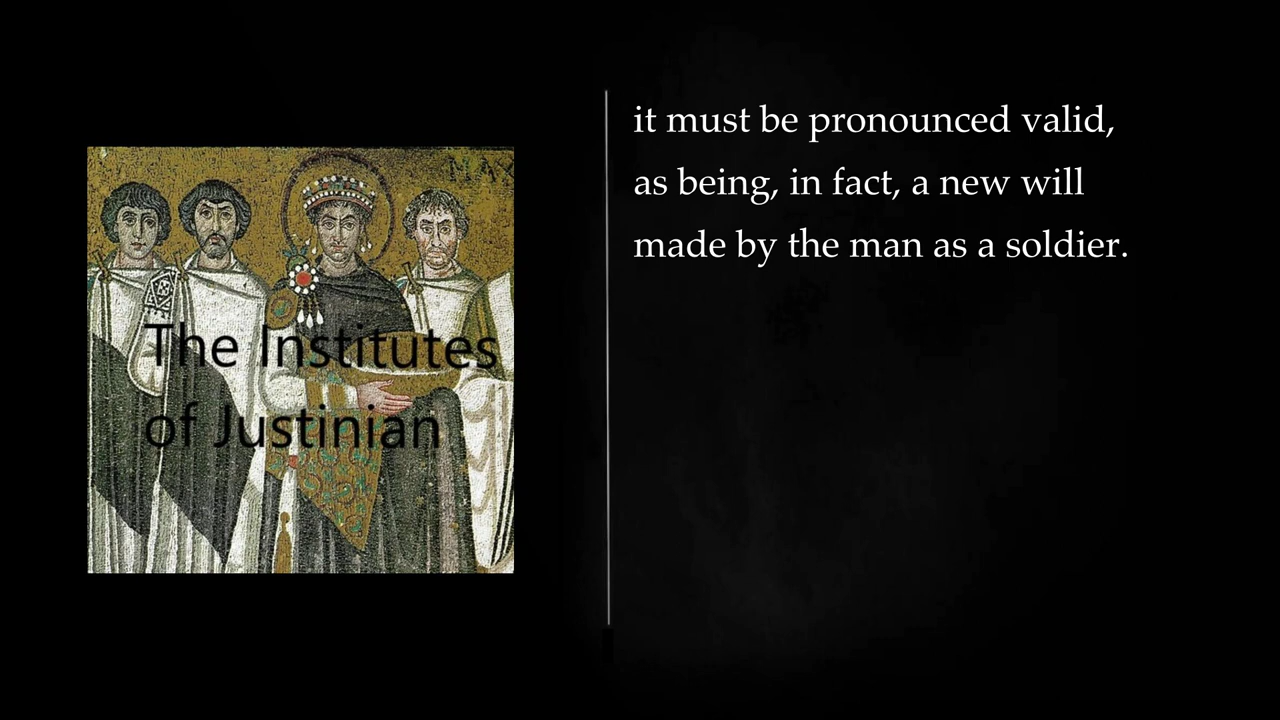 The Institutes
of Justinian
it must be pronounced valid,
as being, in fact, a new will
made by the man as a soldier.